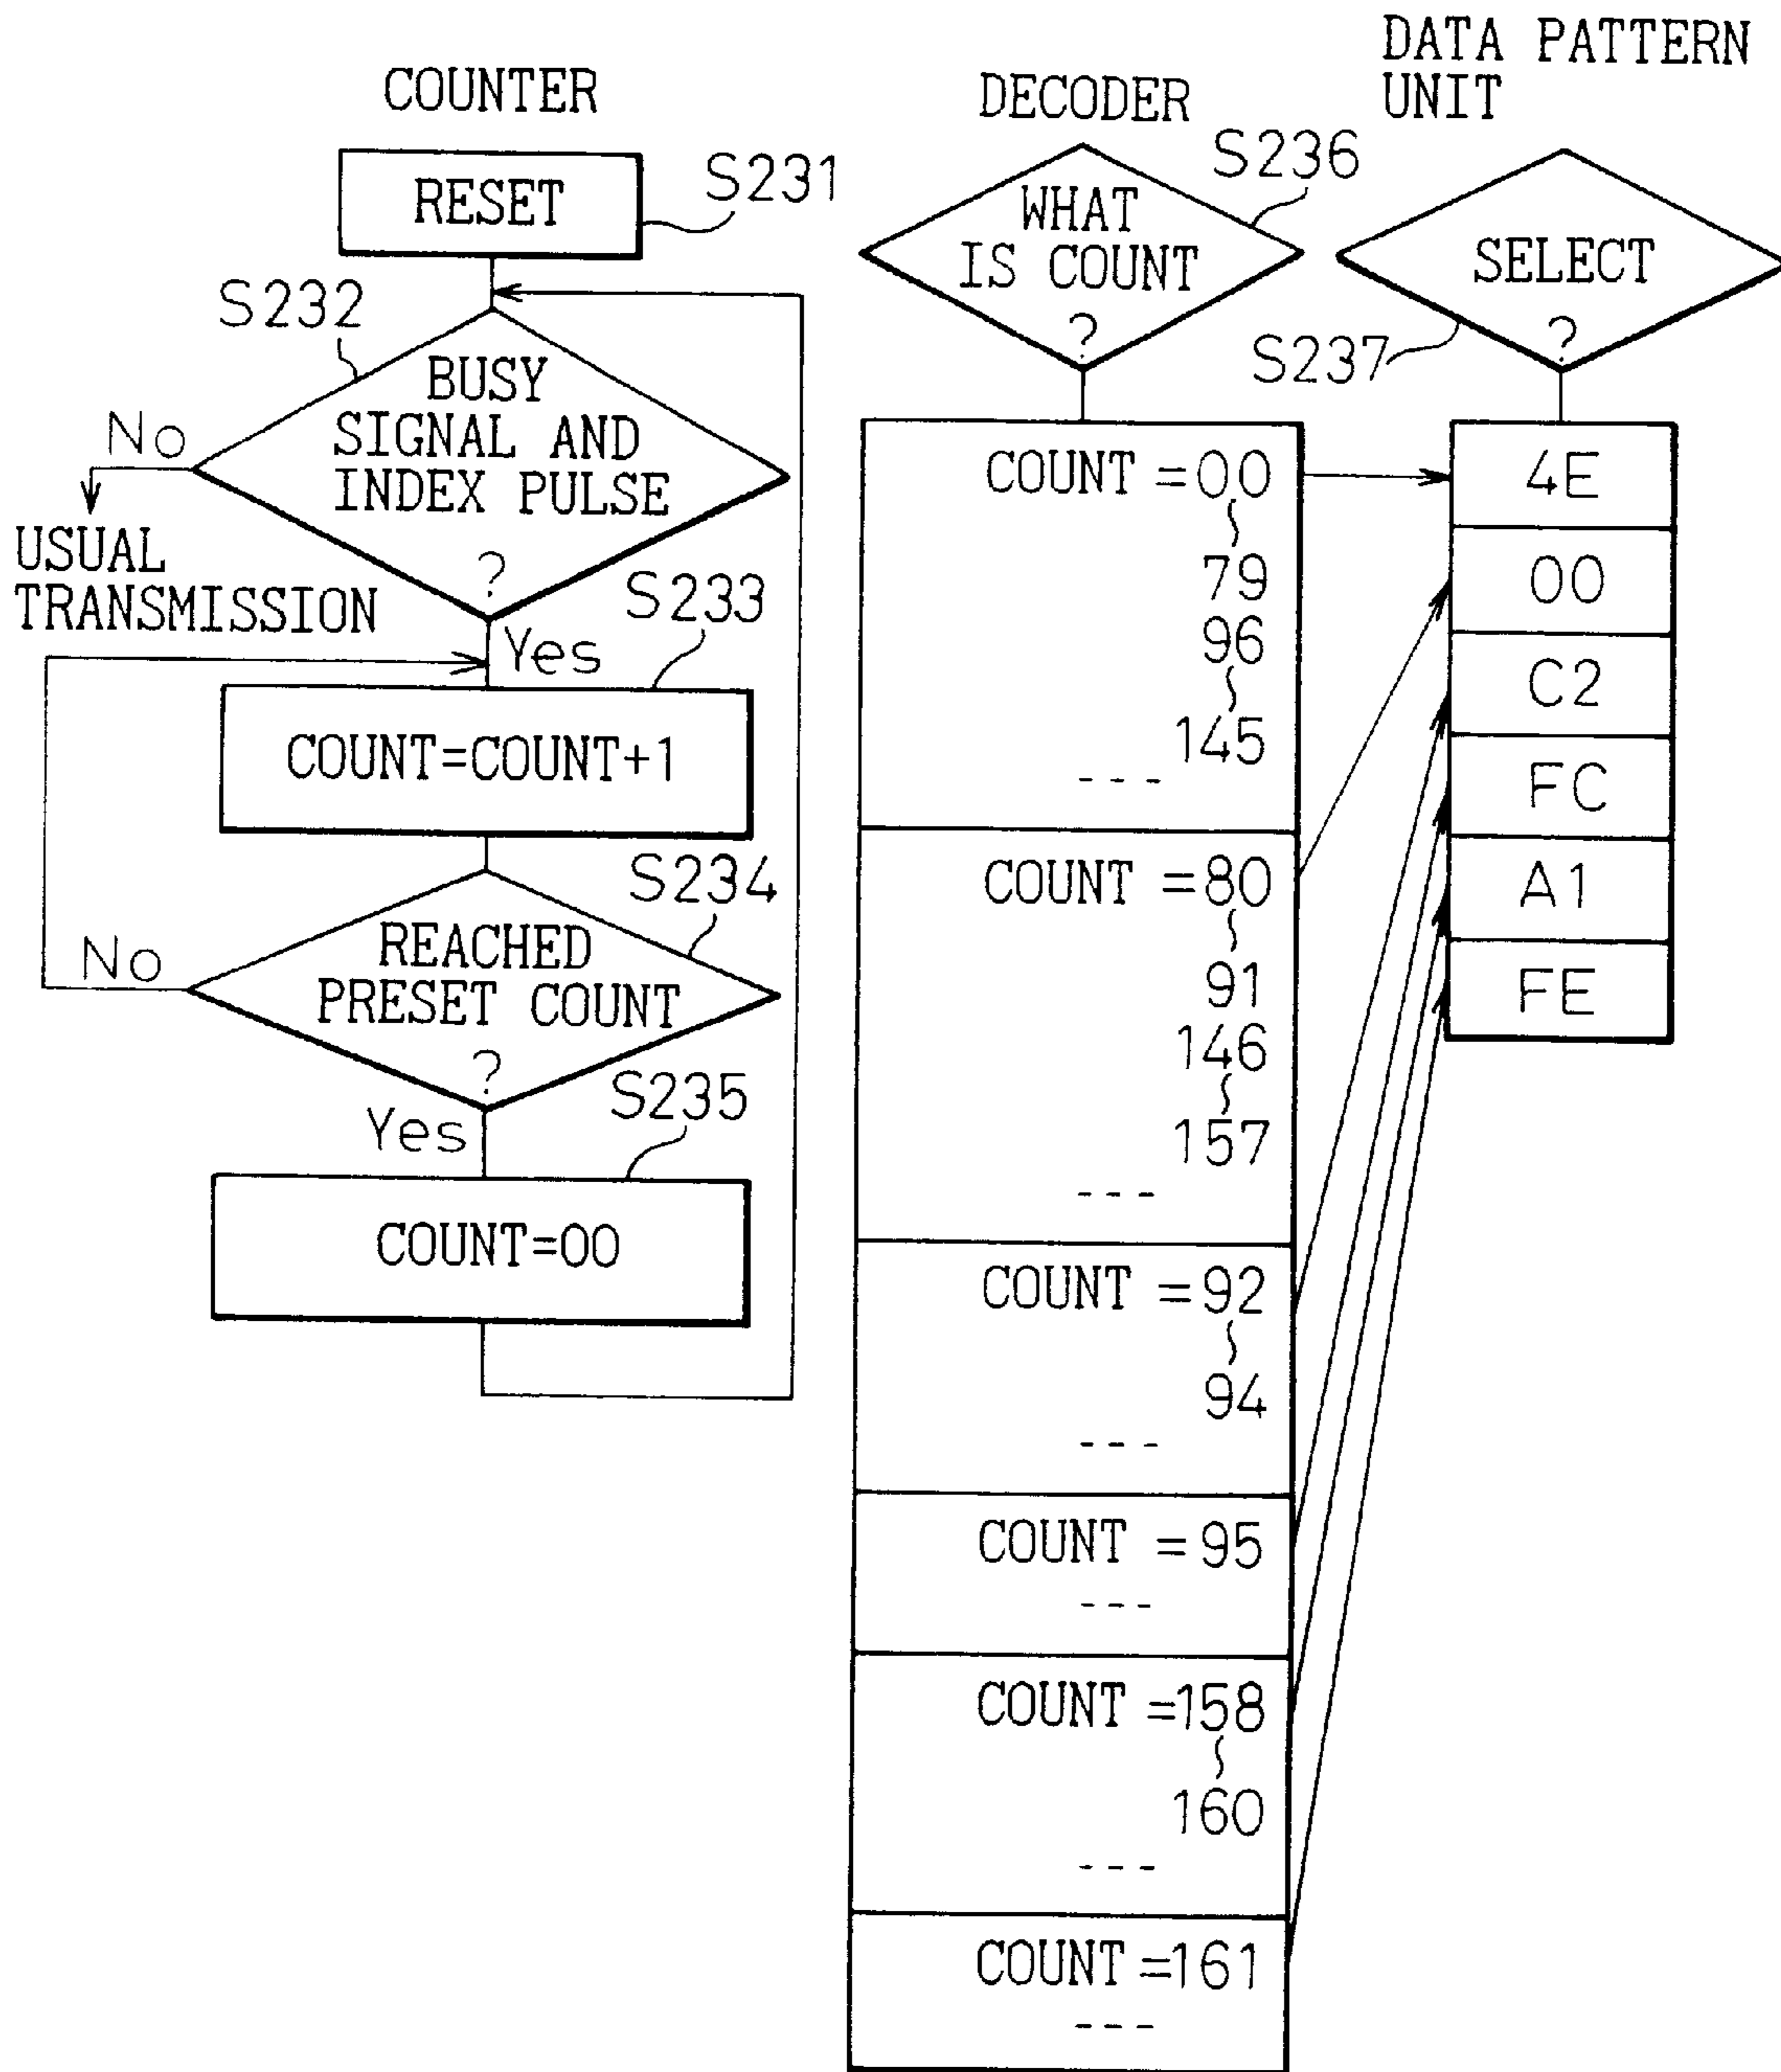 COUNTER
RESET
S231
S232
BUSY
SIGNAL AND
INDEX PULSE
?
No
USUAL
TRANSMISSION
Yes
S233
COUNT=COUNT+1
S234
REACHED
PRESET COUNT
?
No
Yes
S235
COUNT=00
DECODER
S236
WHAT
IS COUNT
?
COUNT =00
~
79
96
~
145
---
COUNT =80
~
91
146
~
157
---
COUNT =92
~
94
---
COUNT =95
---
COUNT =158
~
160
---
COUNT =161
---
DATA PATTERN
UNIT
SELECT
?
S237
4E
00
C2
FC
A1
FE